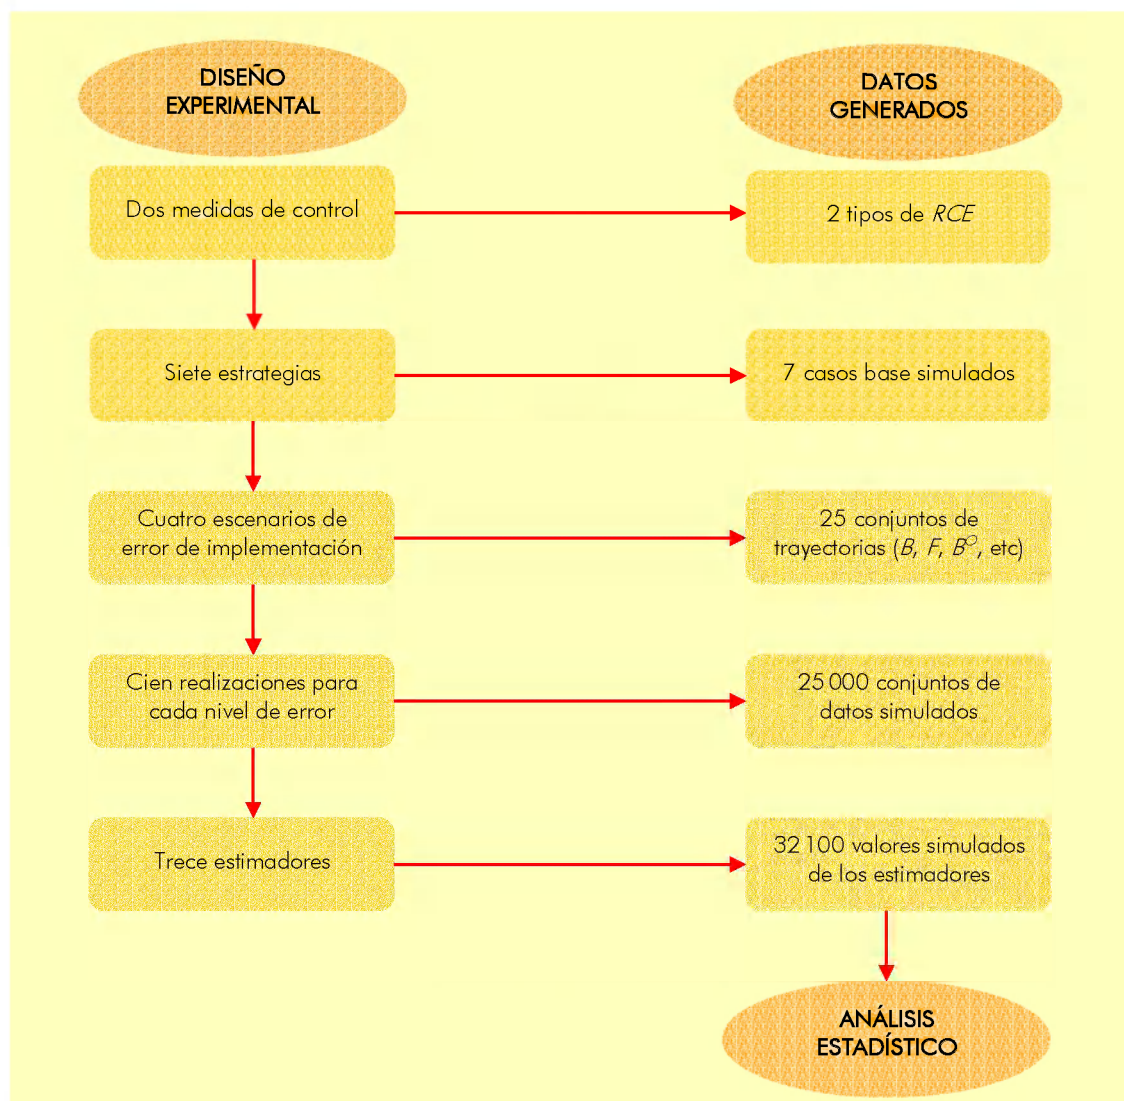 DISEÑO
EXPERIMENTAL
DATOS
GENERADOS
Dos medidas de control
2 tipos de RCE
Siete estrategias
7 casos base simulados
Cuatro escenarios de
error de implementación
25 conjuntos de
trayectorias (B, F, B^O, etc)
Cien realizaciones para
cada nivel de error
25 000 conjuntos de
datos simulados
Trece estimadores
32 100 valores simulados
de los estimadores
ANÁLISIS
ESTADÍSTICO